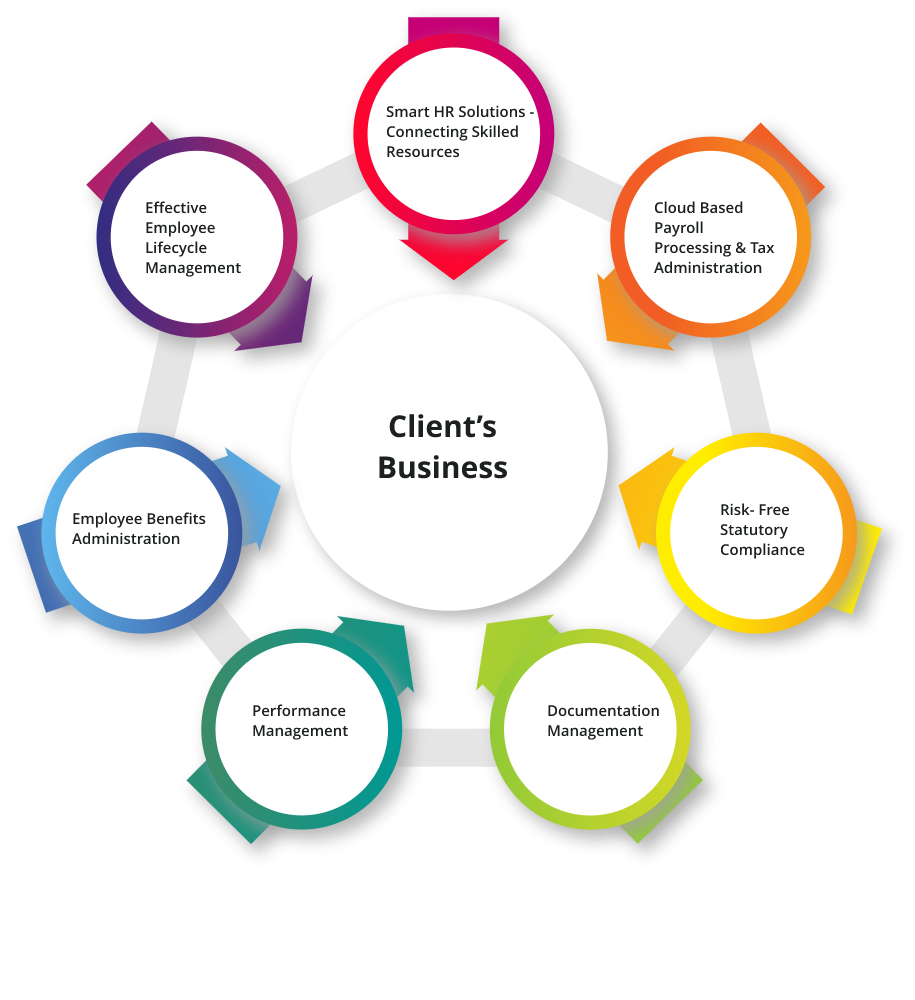 Smart HR Solutions -
Connecting Skilled
Resources
Effective
Employee
Lifecycle
Management
Cloud Based
Payroll
Processing & Tax
Administration
Client’s
Business
Employee Benefits
Administration
Risk- Free
Statutory
Compliance
Performance
Management
Documentation
Management